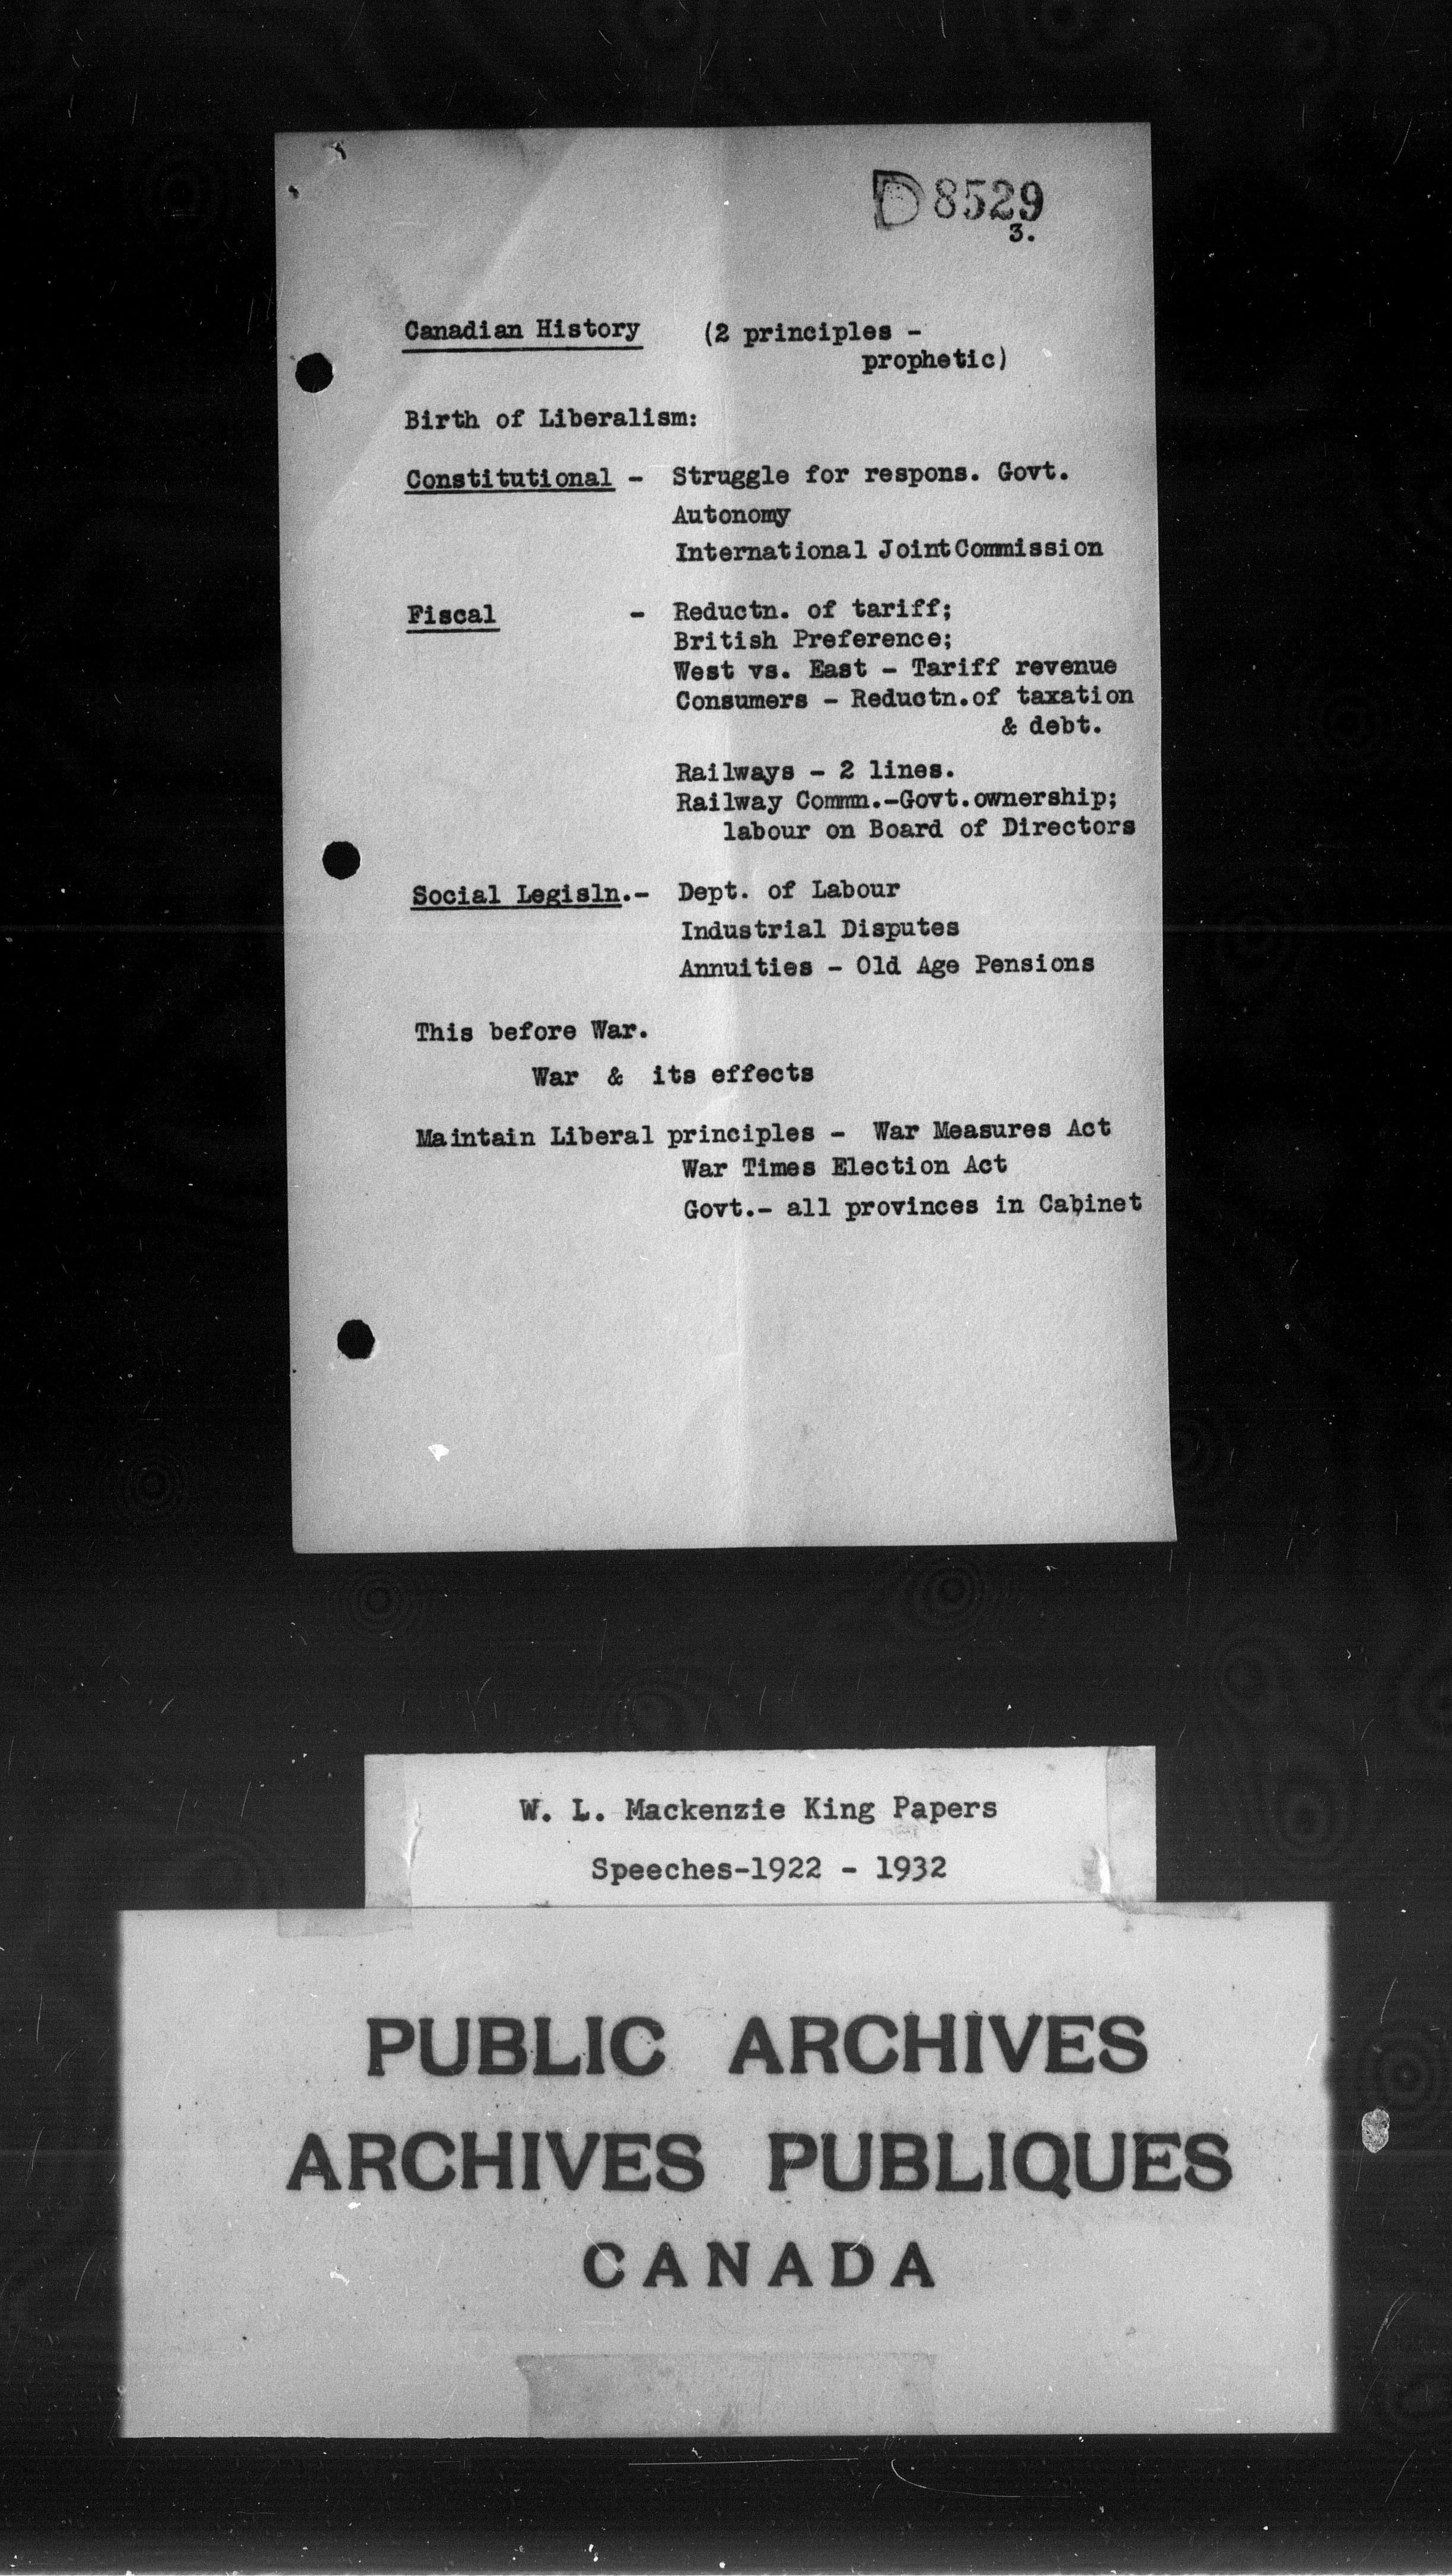 D 8529
3.
Canadian History (2 principles -
prophetic)
Birth of Liberalism:
Constitutional - Struggle for respons. Govt.
Autonomy
International JointCommission
Fiscal - Reductn. of tariff;
British Preference;
West vs. East - Tariff revenue
Consumers - Reductn.of taxation
& debt.
Railways - 2 lines.
Railway Commn.-Govt.ownership;
labour on Board of Directors
Social Legisln.- Dept. of Labour
Industrial Disputes
Annuities - Old Age Pensions
This before War.
War & its effects
Maintain Liberal principles - War Measures Act
War Times Election Act
Govt.- all provinces in Cabinet
W. L. Mackenzie King Papers
Speeches-1922 - 1932
PUBLIC ARCHIVES
ARCHIVES PUBLIQUES
CANADA